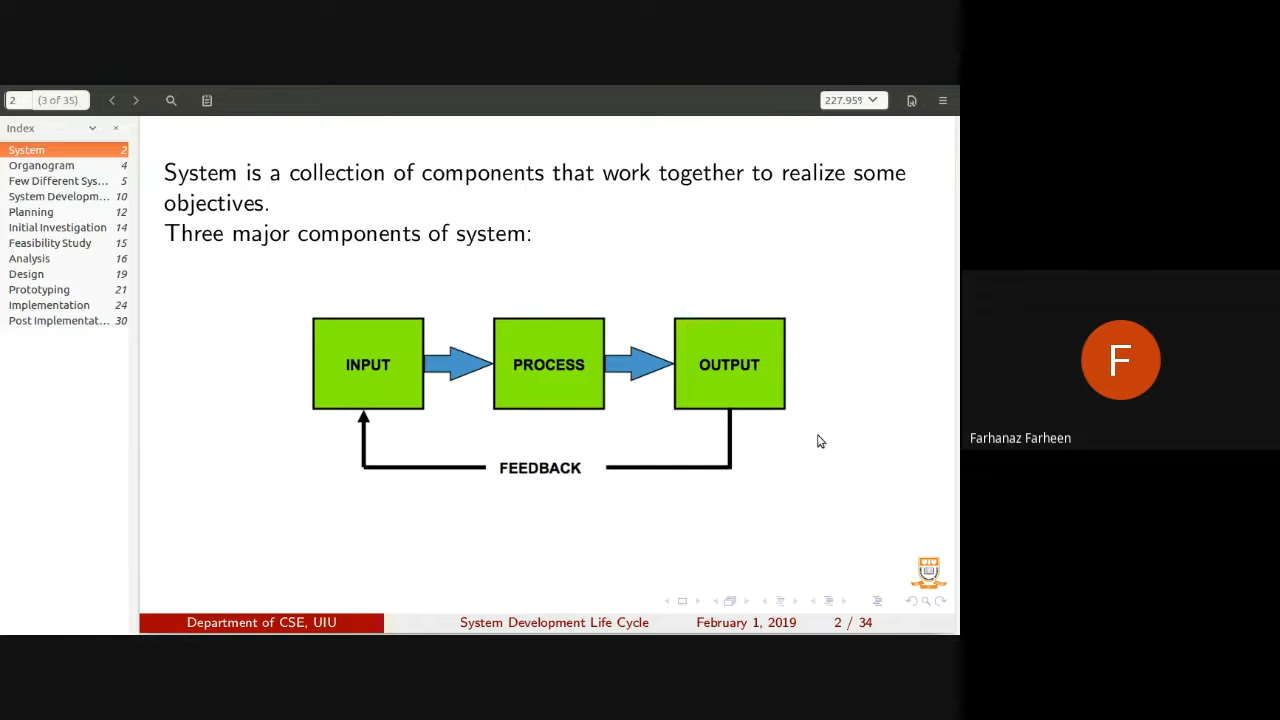 2 (3 of 35)
227.95%
Index
System 2
Organogram 4
Few Different Sys... 5
System Developm... 10
Planning 12
Initial Investigation 14
Feasibility Study 15
Analysis 16
Design 19
Prototyping 21
Implementation 24
Post Implementat... 30
System is a collection of components that work together to realize some
objectives.
Three major components of system:
INPUT PROCESS OUTPUT
FEEDBACK
F
Farhanaz Farheen
Department of CSE, UIU System Development Life Cycle February 1, 2019 2 / 34